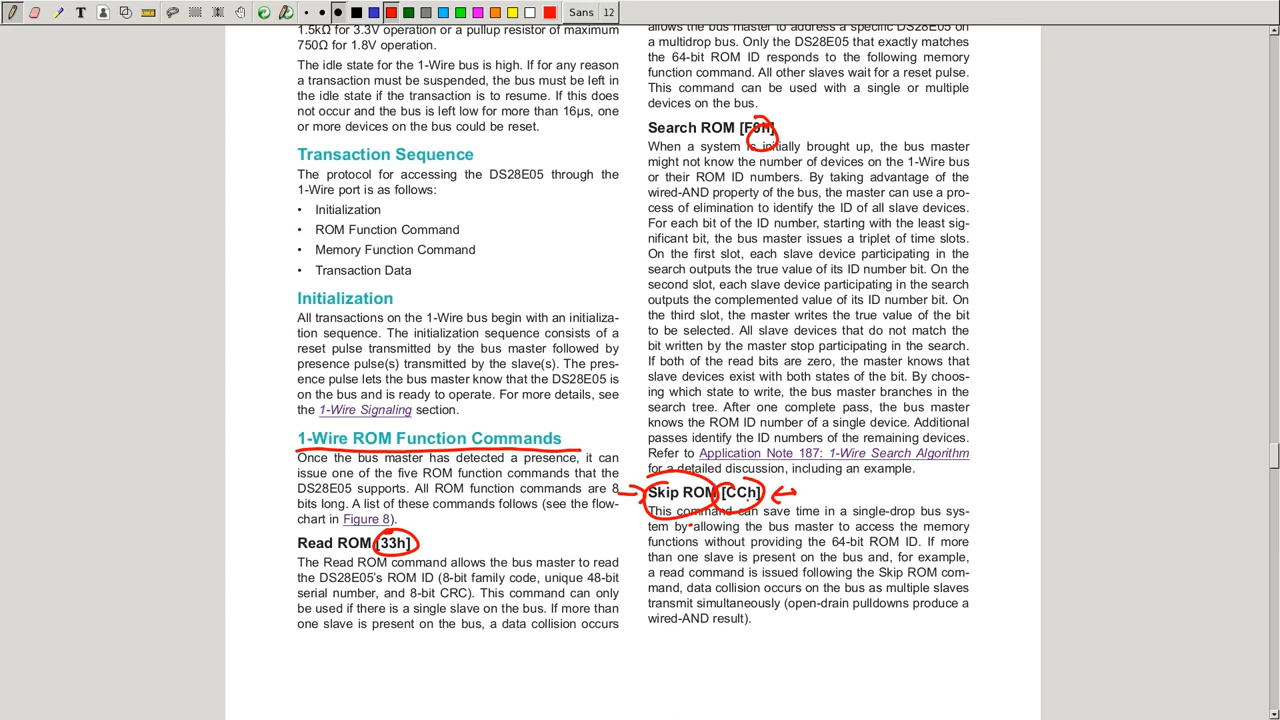 Sans 12
1.5kΩ for 3.3V operation or a pullup resistor of maximum
750Ω for 1.8V operation.
The idle state for the 1-Wire bus is high. If for any reason
a transaction must be suspended, the bus must be left in
the idle state if the transaction is to resume. If this does
not occur and the bus is left low for more than 16µs, one
or more devices on the bus could be reset.
Transaction Sequence
The protocol for accessing the DS28E05 through the
1-Wire port is as follows:
• Initialization
• ROM Function Command
• Memory Function Command
• Transaction Data
Initialization
All transactions on the 1-Wire bus begin with an initializa-
tion sequence. The initialization sequence consists of a
reset pulse transmitted by the bus master followed by
presence pulse(s) transmitted by the slave(s). The pres-
ence pulse lets the bus master know that the DS28E05 is
on the bus and is ready to operate. For more details, see
the 1-Wire Signaling section.
1-Wire ROM Function Commands
Once the bus master has detected a presence, it can
issue one of the five ROM function commands that the
DS28E05 supports. All ROM function commands are 8
bits long. A list of these commands follows (see the flow-
chart in Figure 8).
Read ROM [33h]
The Read ROM command allows the bus master to read
the DS28E05's ROM ID (8-bit family code, unique 48-bit
serial number, and 8-bit CRC). This command can only
be used if there is a single slave on the bus. If more than
one slave is present on the bus, a data collision occurs
allows the bus master to address a specific DS28E05 on
a multidrop bus. Only the DS28E05 that exactly matches
the 64-bit ROM ID responds to the following memory
function command. All other slaves wait for a reset pulse.
This command can be used with a single or multiple
devices on the bus.
Search ROM [F0h]
When a system is initially brought up, the bus master
might not know the number of devices on the 1-Wire bus
or their ROM ID numbers. By taking advantage of the
wired-AND property of the bus, the master can use a pro-
cess of elimination to identify the ID of all slave devices.
For each bit of the ID number, starting with the least sig-
nificant bit, the bus master issues a triplet of time slots.
On the first slot, each slave device participating in the
search outputs the true value of its ID number bit. On the
second slot, each slave device participating in the search
outputs the complemented value of its ID number bit. On
the third slot, the master writes the true value of the bit
to be selected. All slave devices that do not match the
bit written by the master stop participating in the search.
If both of the read bits are zero, the master knows that
slave devices exist with both states of the bit. By choos-
ing which state to write, the bus master branches in the
search tree. After one complete pass, the bus master
knows the ROM ID number of a single device. Additional
passes identify the ID numbers of the remaining devices.
Refer to Application Note 187: 1-Wire Search Algorithm
for a detailed discussion, including an example.
Skip ROM [CCh]
This command can save time in a single-drop bus sys-
tem by allowing the bus master to access the memory
functions without providing the 64-bit ROM ID. If more
than one slave is present on the bus and, for example,
a read command is issued following the Skip ROM com-
mand, data collision occurs on the bus as multiple slaves
transmit simultaneously (open-drain pulldowns produce a
wired-AND result).